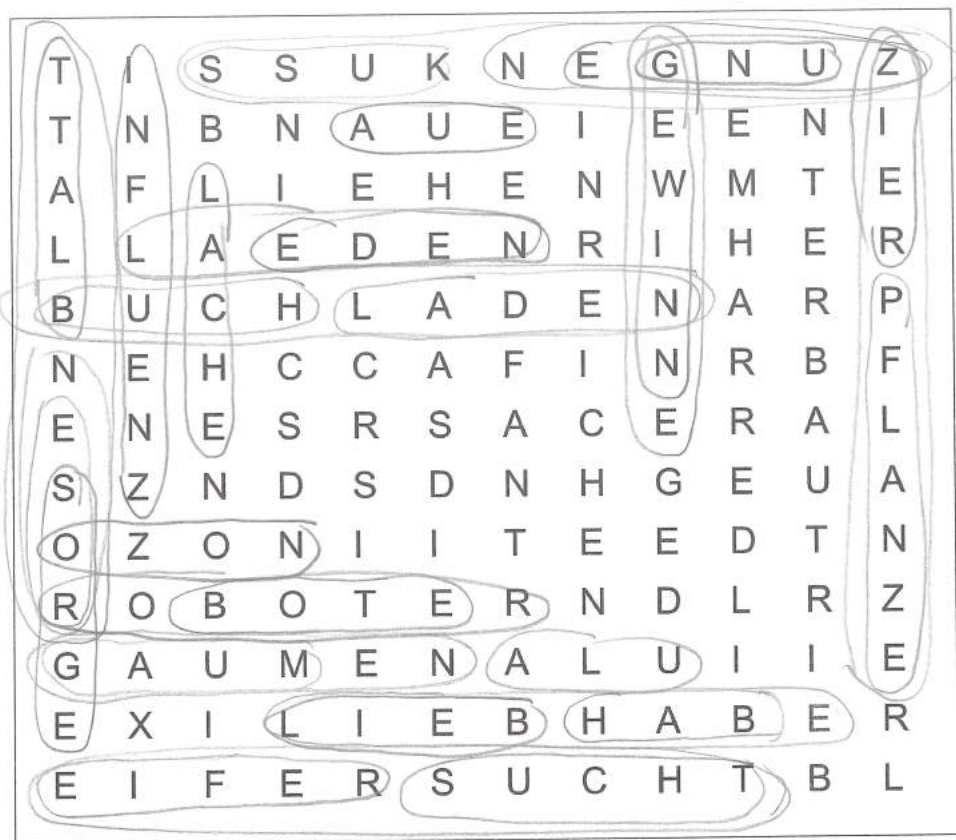 T I S S U K N E G N U Z
T N B N A U E I E E N I
A F L I E H E N W M T E
L L A E D E N R I H E R
B U C H L A D E N A R P
N E H C C A F I N R B F
E N E S R S A C E R A L
S Z N D S D N H G E U A
O Z O N I I T E E D T N
R O B O T E R N D L R Z
G A U M E N A L U I I E
E X I L I E B H A B E R
E I F E R S U C H T B L